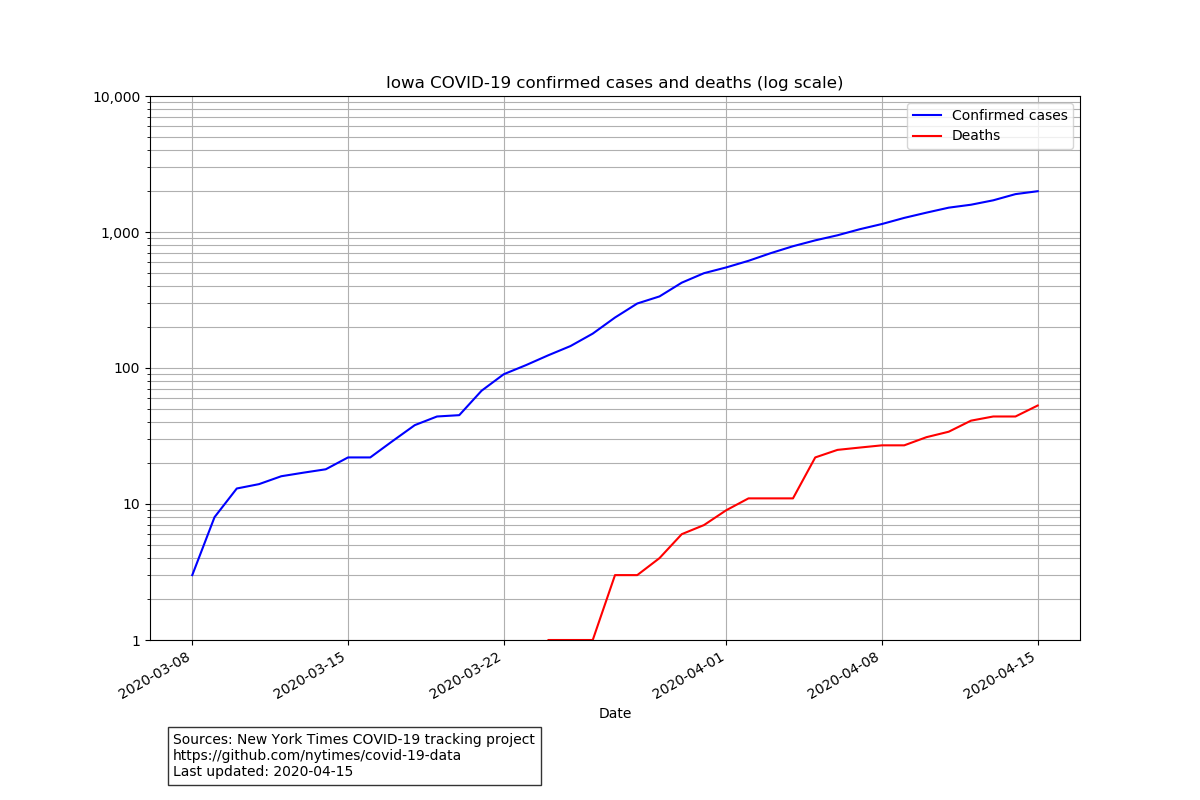 Iowa COVID-19 confirmed cases and deaths (log scale)
10,000
1,000
100
10
1
Confirmed cases
Deaths
2020-03-08
2020-03-15
2020-03-22
2020-04-01
2020-04-08
2020-04-15
Date
Sources: New York Times COVID-19 tracking project
https://github.com/nytimes/covid-19-data
Last updated: 2020-04-15